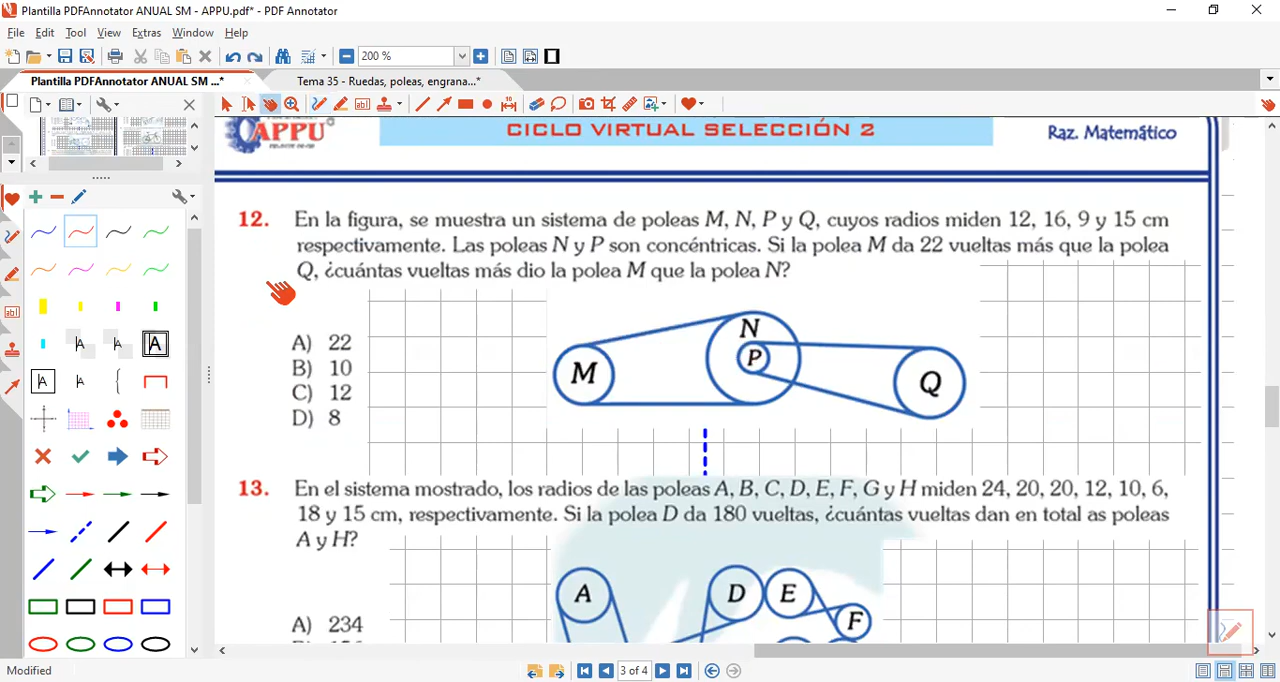 Plantilla PDFAnnotator ANUAL SM - APPU.pdf* - PDF Annotator
File Edit Tool View Extras Window Help
200 %
Plantilla PDFAnnotator ANUAL SM ...*
Tema 35 - Ruedas, poleas, engrana...*
APPU
CICLO VIRTUAL SELECCIÓN 2
Raz. Matemático
12. En la figura, se muestra un sistema de poleas M, N, P y Q, cuyos radios miden 12, 16, 9 y 15 cm
respectivamente. Las poleas N y P son concéntricas. Si la polea M da 22 vueltas más que la polea
Q, ¿cuántas vueltas más dio la polea M que la polea N?
A) 22
B) 10
C) 12
D) 8
M
N
P
Q
13. En el sistema mostrado, los radios de las poleas A, B, C, D, E, F, G y H miden 24, 20, 20, 12, 10, 6,
18 y 15 cm, respectivamente. Si la polea D da 180 vueltas, ¿cuántas vueltas dan en total as poleas
A y H?
A) 234
A
D
E
F
Modified
3 of 4